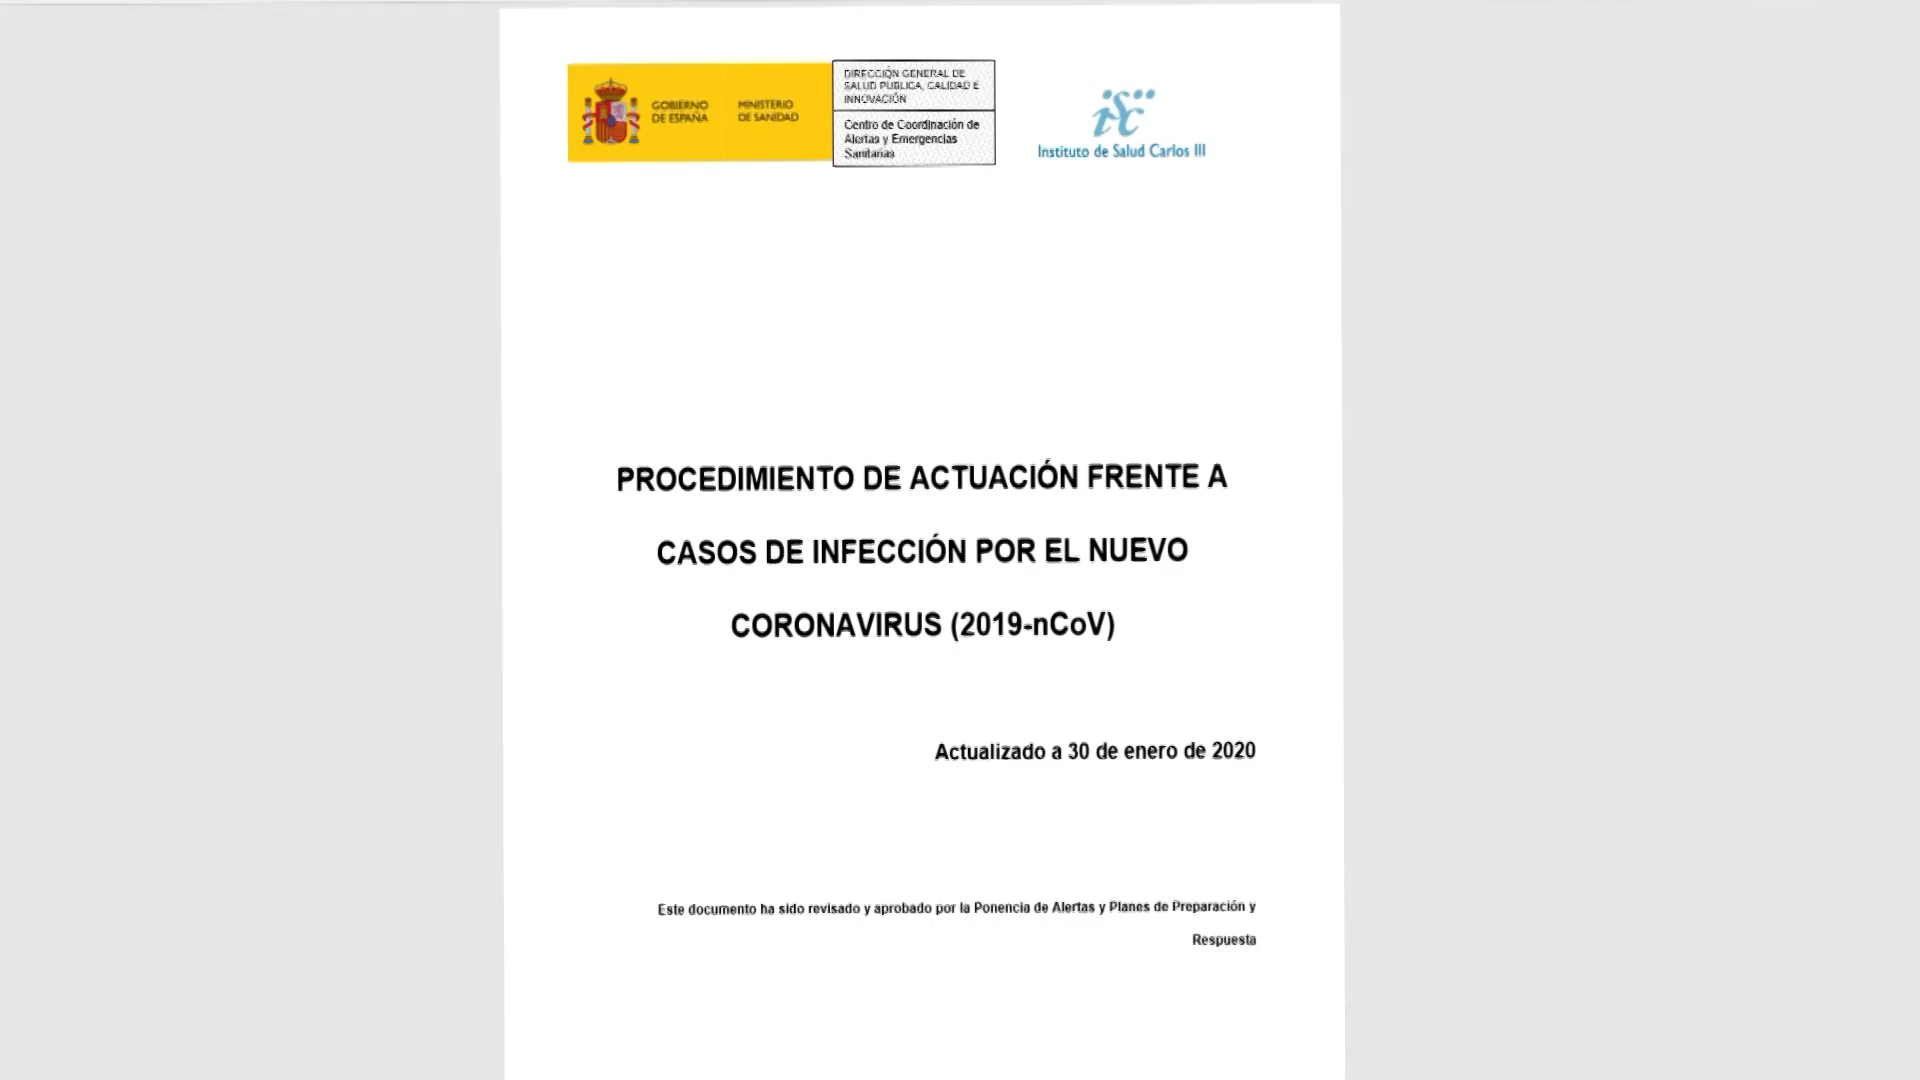 GOBIERNO
DE ESPAÑA
MINISTERIO
DE SANIDAD
DIRECCIÓN GENERAL DE
SALUD PÚBLICA, CALIDAD E
INNOVACIÓN
Centro de Coordinación de
Alertas y Emergencias
Sanitarias
isc
Instituto de Salud Carlos III
PROCEDIMIENTO DE ACTUACIÓN FRENTE A
CASOS DE INFECCIÓN POR EL NUEVO
CORONAVIRUS (2019-nCoV)
Actualizado a 30 de enero de 2020
Este documento ha sido revisado y aprobado por la Ponencia de Alertas y Planes de Preparación y
Respuesta